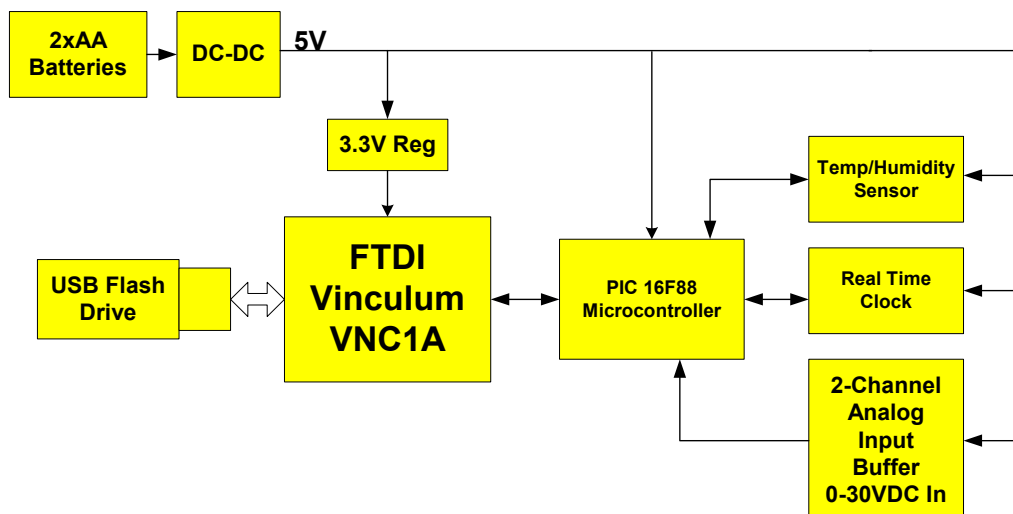 2xAA
Batteries
DC-DC
5V
3.3V Reg
Temp/Humidity
Sensor
FTDI
Vinculum
VNC1A
USB Flash
Drive
PIC 16F88
Microcontroller
Real Time
Clock
2-Channel
Analog
Input
Buffer
0-30VDC In